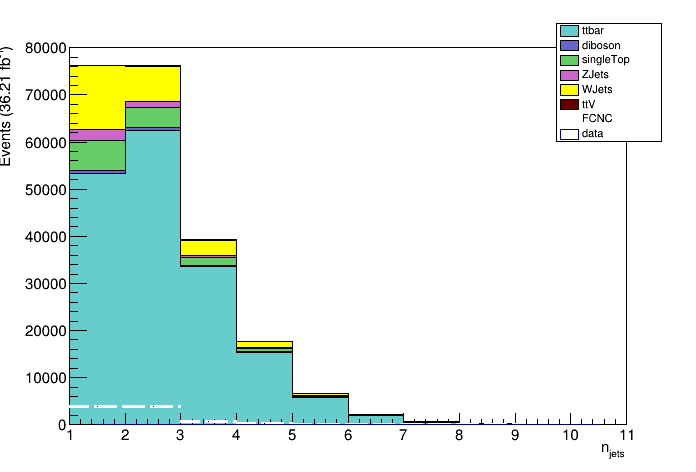 ttbar
diboson
singleTop
ZJets
WJets
ttV
FCNC
data
Events (36.21 fb⁻¹)
80000
70000
60000
50000
40000
30000
20000
10000
0
1 2 3 4 5 6 7 8 9 10 11
n_jets